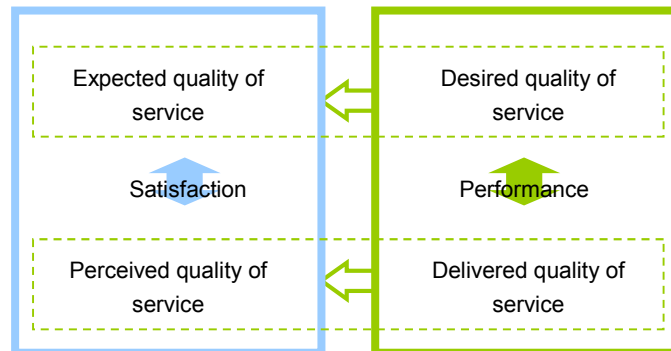 Expected quality of
service
Desired quality of
service
Satisfaction
Performance
Perceived quality of
service
Delivered quality of
service